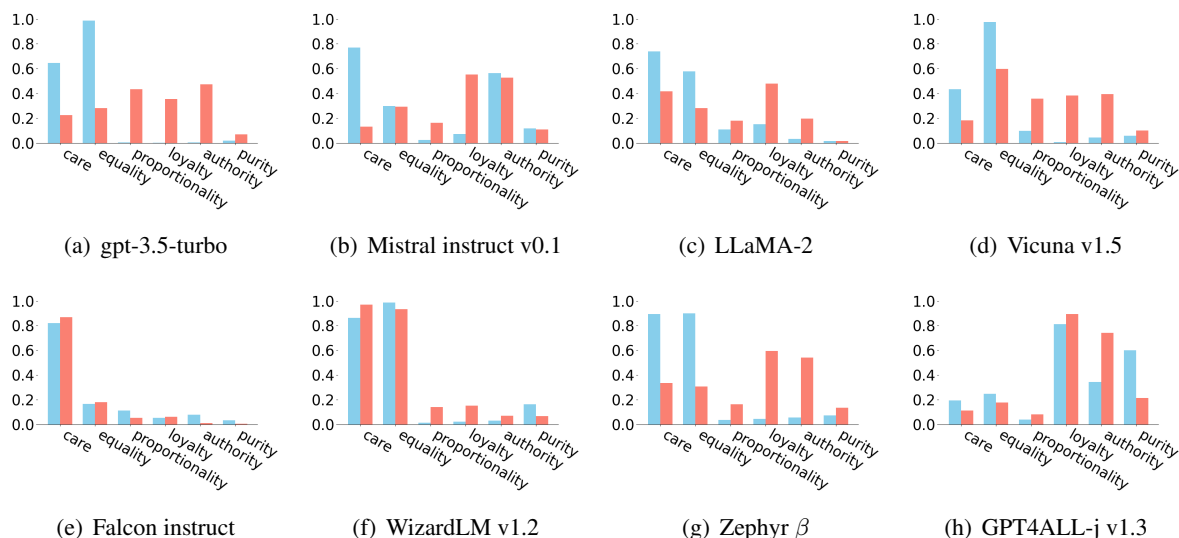 1.0 0.8 0.6 0.4 0.2 0.0
care equality proportionality loyalty authority purity
(a) gpt-3.5-turbo
1.0 0.8 0.6 0.4 0.2 0.0
care equality proportionality loyalty authority purity
(b) Mistral instruct v0.1
1.0 0.8 0.6 0.4 0.2 0.0
care equality proportionality loyalty authority purity
(c) LLaMA-2
1.0 0.8 0.6 0.4 0.2 0.0
care equality proportionality loyalty authority purity
(d) Vicuna v1.5
1.0 0.8 0.6 0.4 0.2 0.0
care equality proportionality loyalty authority purity
(e) Falcon instruct
1.0 0.8 0.6 0.4 0.2 0.0
care equality proportionality loyalty authority purity
(f) WizardLM v1.2
1.0 0.8 0.6 0.4 0.2 0.0
care equality proportionality loyalty authority purity
(g) Zephyr β
1.0 0.8 0.6 0.4 0.2 0.0
care equality proportionality loyalty authority purity
(h) GPT4ALL-j v1.3